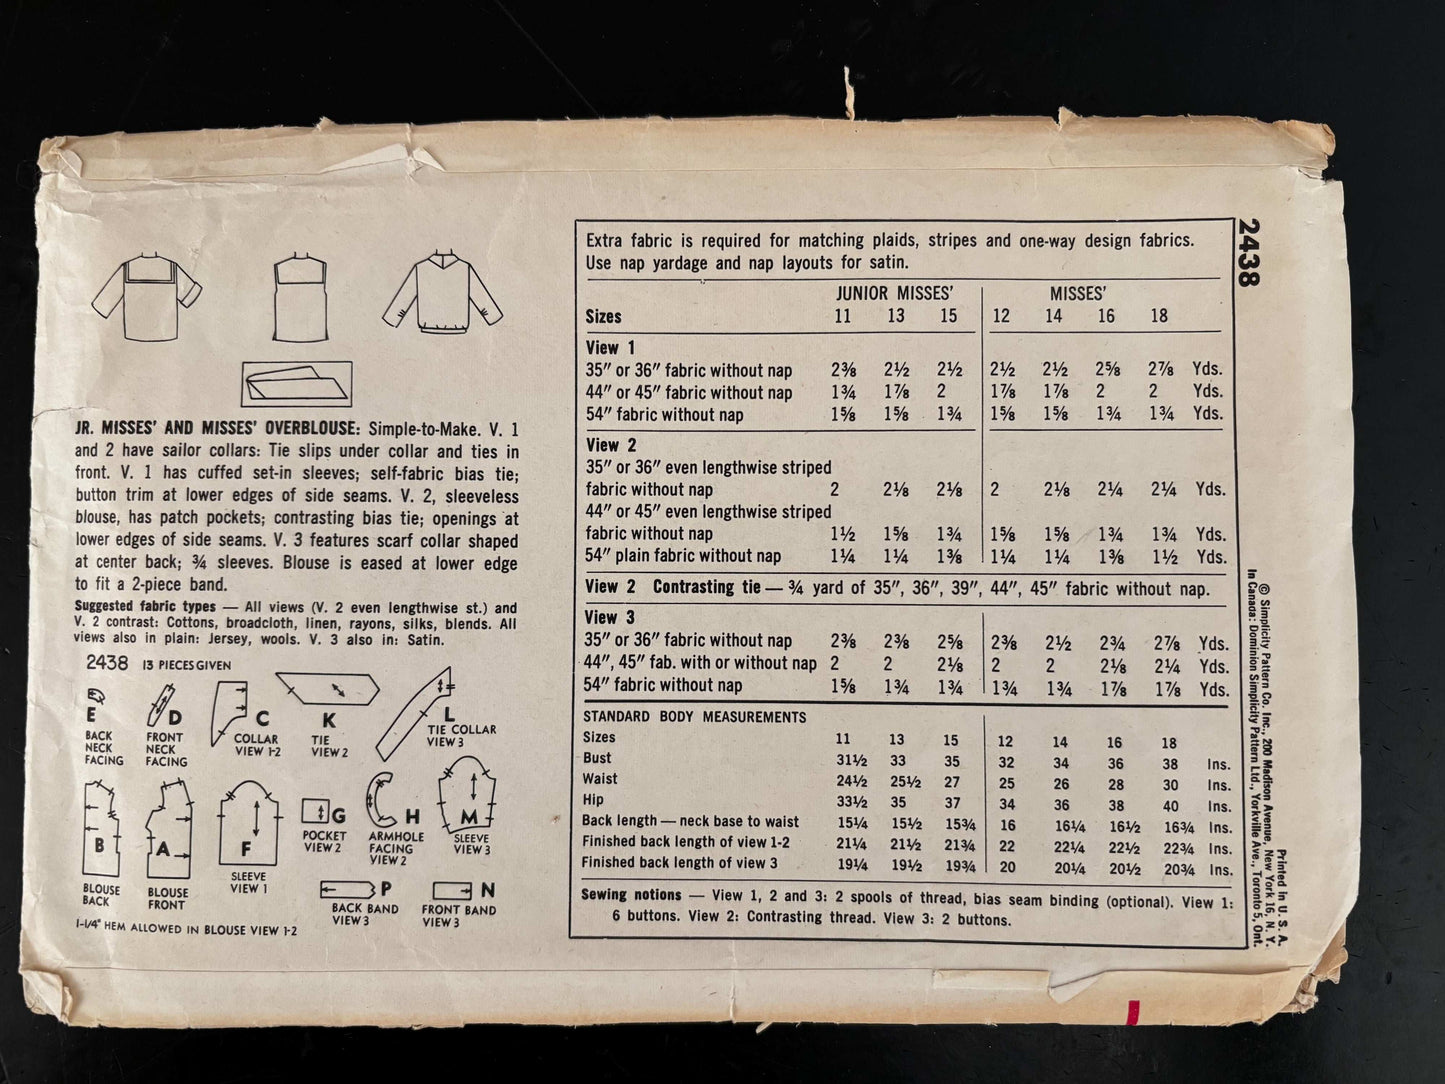 JR. MISSES' AND MISSES' OVERBLOUSE: Simple-to-Make. V. 1
and 2 have sailor collars: Tie slips under collar and ties in
front. V. 1 has cuffed set-in sleeves; self-fabric bias tie;
button trim at lower edges of side seams. V. 2, sleeveless
blouse, has patch pockets; contrasting bias tie; openings at
lower edges of side seams. V. 3 features scarf collar shaped
at center back; ¾ sleeves. Blouse is eased at lower edge
to fit a 2-piece band.
Suggested fabric types — All views (V. 2 even lengthwise st.) and
V. 2 contrast: Cottons, broadcloth, linen, rayons, silks, blends. All
views also in plain: Jersey, wools. V. 3 also in: Satin.
2438 13 PIECES GIVEN
E
BACK
NECK
FACING
D
FRONT
NECK
FACING
C
COLLAR
VIEW 1-2
K
TIE
VIEW 2
L
TIE COLLAR
VIEW 3
B
BLOUSE
BACK
A
BLOUSE
FRONT
F
SLEEVE
VIEW 1
G
POCKET
VIEW 2
H
ARMHOLE
FACING
VIEW 2
M
SLEEVE
VIEW 3
P
BACK BAND
VIEW 3
N
FRONT BAND
VIEW 3
1-1/4" HEM ALLOWED IN BLOUSE VIEW 1-2
Extra fabric is required for matching plaids, stripes and one-way design fabrics.
Use nap yardage and nap layouts for satin.
JUNIOR MISSES' MISSES'
Sizes 11 13 15 12 14 16 18
View 1
35" or 36" fabric without nap 2⅜ 2½ 2½ 2½ 2½ 2⅝ 2⅞ Yds.
44" or 45" fabric without nap 1¾ 1⅞ 2 1⅞ 1⅞ 2 2 Yds.
54" fabric without nap 1⅝ 1⅝ 1¾ 1⅝ 1⅝ 1¾ 1¾ Yds.
View 2
35" or 36" even lengthwise striped
fabric without nap 2 2⅛ 2⅛ 2 2⅛ 2¼ 2¼ Yds.
44" or 45" even lengthwise striped
fabric without nap 1½ 1⅝ 1¾ 1⅝ 1⅝ 1¾ 1¾ Yds.
54" plain fabric without nap 1¼ 1¼ 1⅜ 1¼ 1¼ 1⅜ 1½ Yds.
View 2 Contrasting tie — ¾ yard of 35", 36", 39", 44", 45" fabric without nap.
View 3
35" or 36" fabric without nap 2⅜ 2⅜ 2⅝ 2⅜ 2½ 2¾ 2⅞ Yds.
44", 45" fab. with or without nap 2 2 2⅛ 2 2 2⅛ 2¼ Yds.
54" fabric without nap 1⅝ 1¾ 1¾ 1¾ 1¾ 1⅞ 1⅞ Yds.
STANDARD BODY MEASUREMENTS
Sizes 11 13 15 12 14 16 18
Bust 31½ 33 35 32 34 36 38 Ins.
Waist 24½ 25½ 27 25 26 28 30 Ins.
Hip 33½ 35 37 34 36 38 40 Ins.
Back length — neck base to waist 15¼ 15½ 15¾ 16 16¼ 16½ 16¾ Ins.
Finished back length of view 1-2 21¼ 21½ 21¾ 22 22¼ 22½ 22¾ Ins.
Finished back length of view 3 19¼ 19½ 19¾ 20 20¼ 20½ 20¾ Ins.
Sewing notions — View 1, 2 and 3: 2 spools of thread, bias seam binding (optional). View 1:
6 buttons. View 2: Contrasting thread. View 3: 2 buttons.
2438
Printed in U. S. A.
© Simplicity Pattern Co. Inc., 200 Madison Avenue, New York 16, N. Y.
In Canada: Dominion Simplicity Pattern Ltd., Yorkville Ave., Toronto 5, Ont.